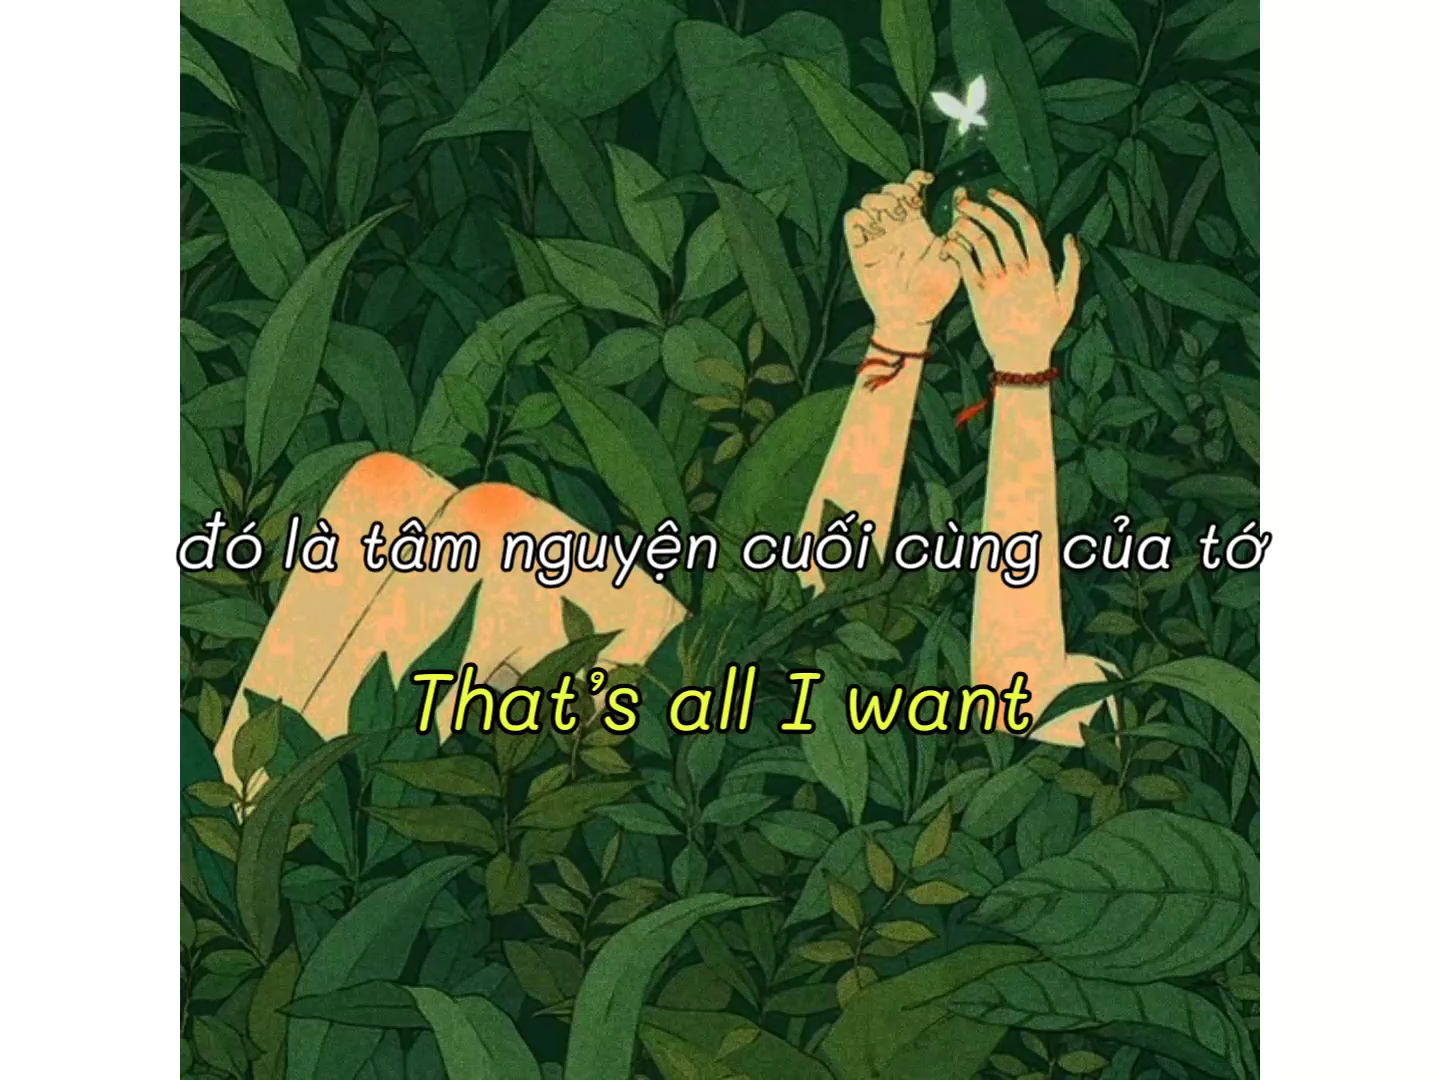 đó là tâm nguyện cuối cùng của tớ
That's all I want